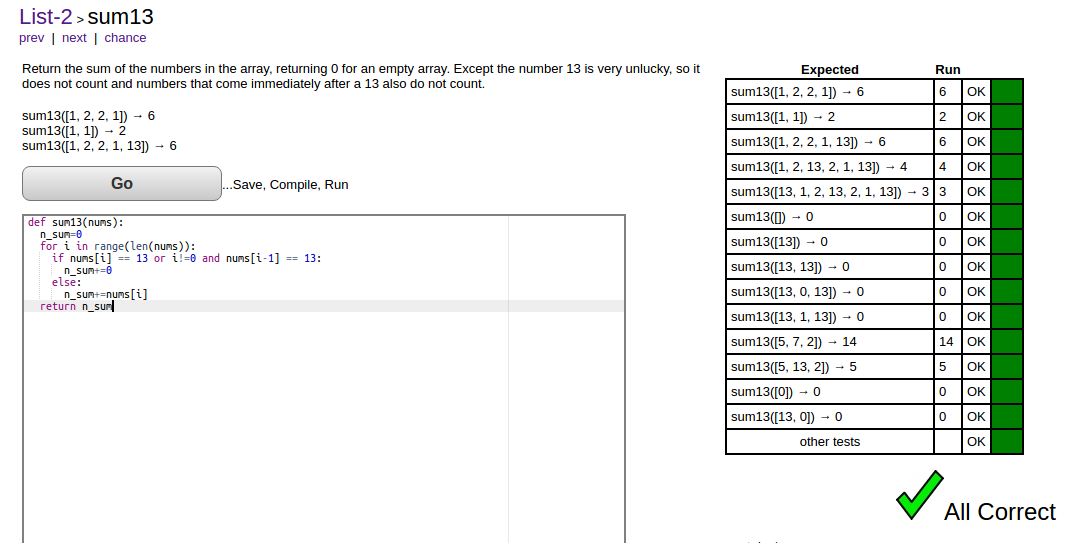 List-2 > sum13
prev | next | chance
Return the sum of the numbers in the array, returning 0 for an empty array. Except the number 13 is very unlucky, so it
does not count and numbers that come immediately after a 13 also do not count.
sum13([1, 2, 2, 1]) → 6
sum13([1, 1]) → 2
sum13([1, 2, 2, 1, 13]) → 6
Go ...Save, Compile, Run
def sum13(nums):
  n_sum=0
  for i in range(len(nums)):
    if nums[i] == 13 or i!=0 and nums[i-1] == 13:
      n_sum+=0
    else:
      n_sum+=nums[i]
  return n_sum
Expected Run
sum13([1, 2, 2, 1]) → 6 6 OK
sum13([1, 1]) → 2 2 OK
sum13([1, 2, 2, 1, 13]) → 6 6 OK
sum13([1, 2, 13, 2, 1, 13]) → 4 4 OK
sum13([13, 1, 2, 13, 2, 1, 13]) → 3 3 OK
sum13([]) → 0 0 OK
sum13([13]) → 0 0 OK
sum13([13, 13]) → 0 0 OK
sum13([13, 0, 13]) → 0 0 OK
sum13([13, 1, 13]) → 0 0 OK
sum13([5, 7, 2]) → 14 14 OK
sum13([5, 13, 2]) → 5 5 OK
sum13([0]) → 0 0 OK
sum13([13, 0]) → 0 0 OK
other tests OK
All Correct